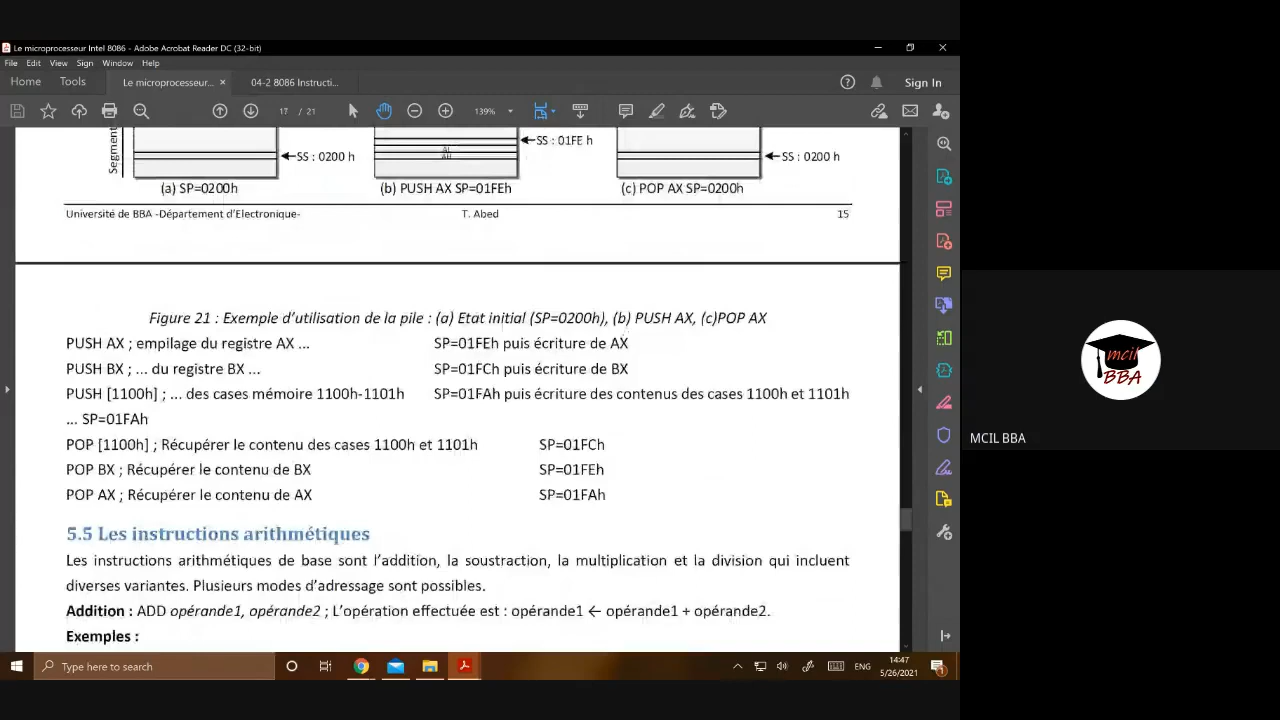 Le microprocesseur Intel 8086 - Adobe Acrobat Reader DC (32-bit)
File Edit View Sign Window Help
Home Tools Le microprocesseur... × 04-2 8086 Instructi... Sign In
17 / 21 139%
Segment
SS : 0200 h SS : 01FE h SS : 0200 h
AL
AH
(a) SP=0200h (b) PUSH AX SP=01FEh (c) POP AX SP=0200h
Université de BBA -Département d'Electronique- T. Abed 15
Figure 21 : Exemple d'utilisation de la pile : (a) Etat initial (SP=0200h), (b) PUSH AX, (c)POP AX
PUSH AX ; empilage du registre AX ... SP=01FEh puis écriture de AX
PUSH BX ; ... du registre BX ... SP=01FCh puis écriture de BX
PUSH [1100h] ; ... des cases mémoire 1100h-1101h SP=01FAh puis écriture des contenus des cases 1100h et 1101h
... SP=01FAh
POP [1100h] ; Récupérer le contenu des cases 1100h et 1101h SP=01FCh
POP BX ; Récupérer le contenu de BX SP=01FEh
POP AX ; Récupérer le contenu de AX SP=01FAh
5.5 Les instructions arithmétiques
Les instructions arithmétiques de base sont l'addition, la soustraction, la multiplication et la division qui incluent
diverses variantes. Plusieurs modes d'adressage sont possibles.
Addition : ADD opérande1, opérande2 ; L'opération effectuée est : opérande1 ← opérande1 + opérande2.
Exemples :
mcil
BBA
MCIL BBA
Type here to search
ENG
14:47
5/26/2021